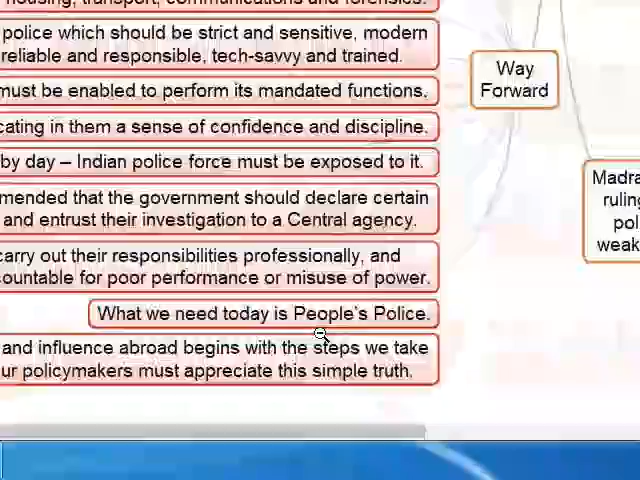 housing, transport, communications and forensics.
police which should be strict and sensitive, modern
reliable and responsible, tech-savvy and trained.
must be enabled to perform its mandated functions.
cating in them a sense of confidence and discipline.
by day – Indian police force must be exposed to it.
mended that the government should declare certain
and entrust their investigation to a Central agency.
carry out their responsibilities professionally, and
countable for poor performance or misuse of power.
What we need today is People's Police.
and influence abroad begins with the steps we take
ur policymakers must appreciate this simple truth.
Way
Forward
Madra
ruling
pol
weak